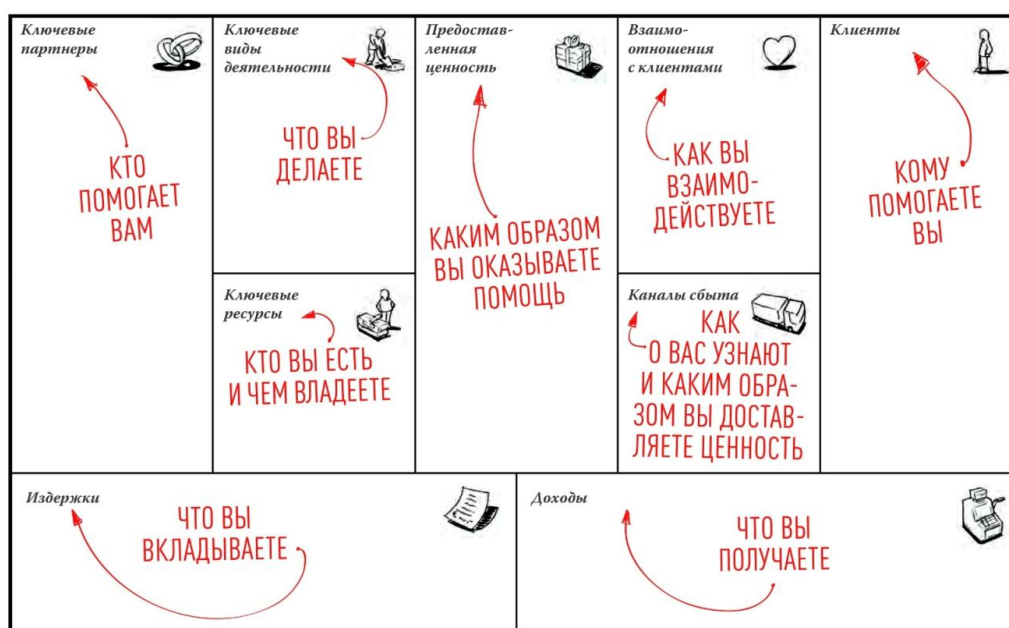 Ключевые
партнеры
КТО
ПОМОГАЕТ
ВАМ
Ключевые
виды
деятельности
ЧТО ВЫ
ДЕЛАЕТЕ
Ключевые
ресурсы
КТО ВЫ ЕСТЬ
И ЧЕМ ВЛАДЕЕТЕ
Предостав-
ленная
ценность
КАКИМ ОБРАЗОМ
ВЫ ОКАЗЫВАЕТЕ
ПОМОЩЬ
Взаимо-
отношения
с клиентами
КАК ВЫ
ВЗАИМО-
ДЕЙСТВУЕТЕ
Каналы сбыта
КАК
О ВАС УЗНАЮТ
И КАКИМ ОБРА-
ЗОМ ВЫ ДОСТАВ-
ЛЯЕТЕ ЦЕННОСТЬ
Клиенты
КОМУ
ПОМОГАЕТЕ
ВЫ
Издержки
ЧТО ВЫ
ВКЛАДЫВАЕТЕ
Доходы
ЧТО ВЫ
ПОЛУЧАЕТЕ